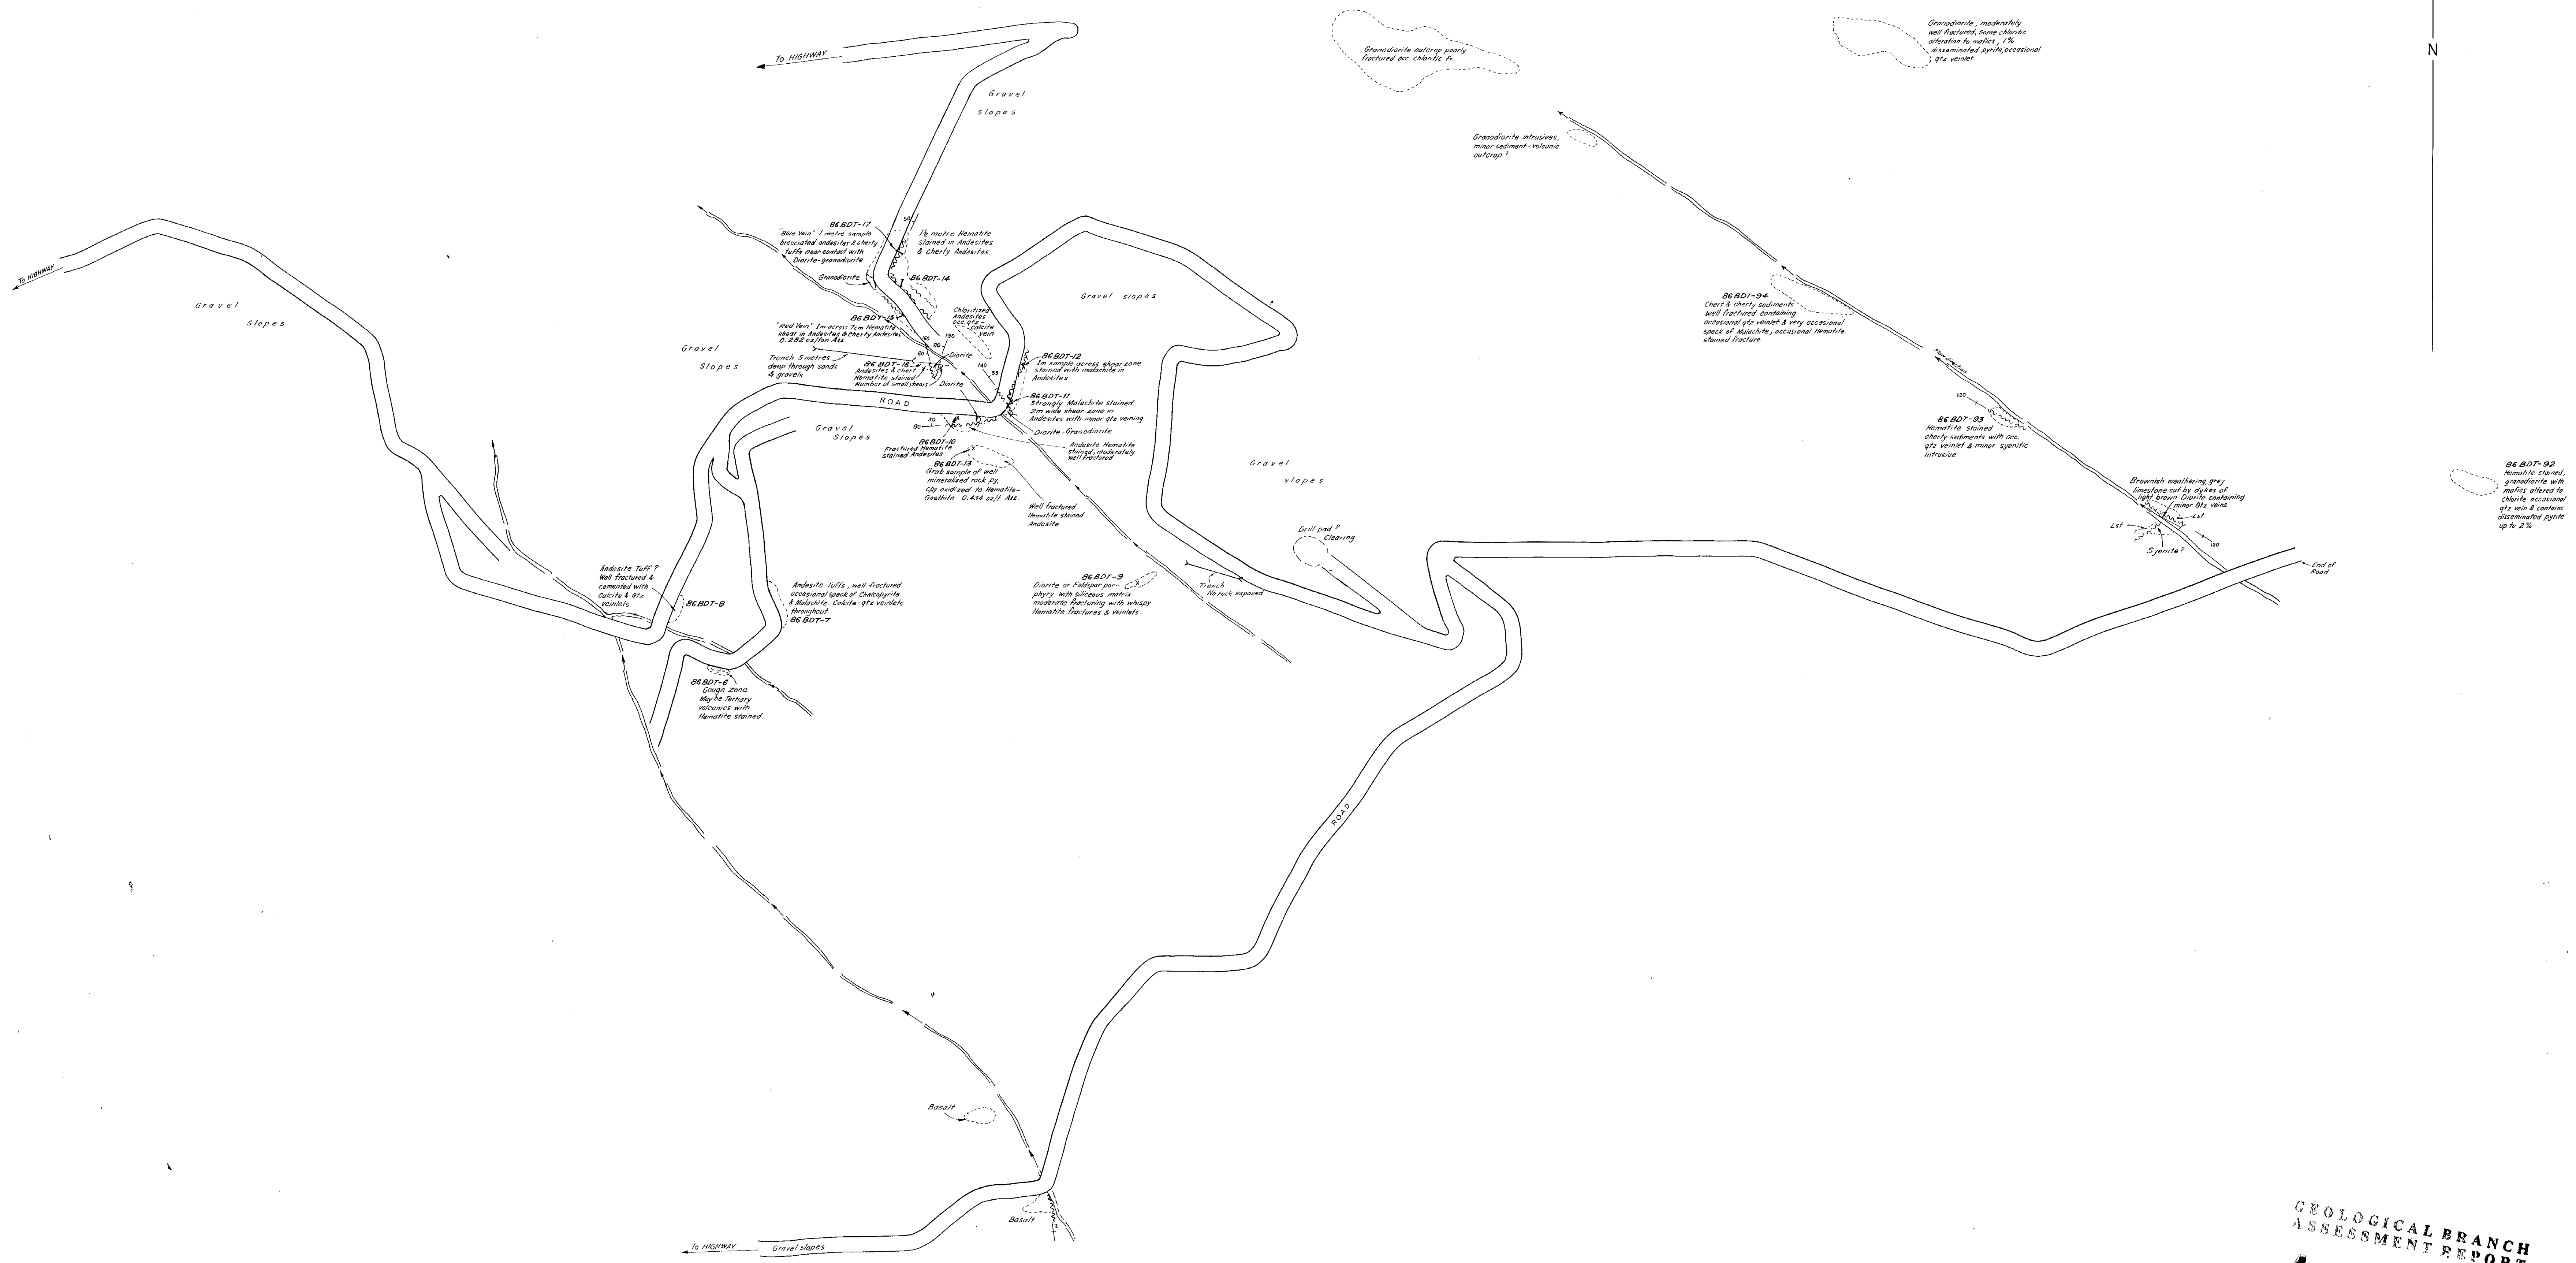 To HIGHWAY
Gravel
slopes
Granodiorite outcrop poorly
fractured occ chloritic fr.
Granodiorite, moderately
well fractured, some chloritic
alteration to mafics, 1%
disseminated pyrite, occasional
qtz veinlet.
N
Granodiorite intrusives,
minor sediment-volcanic
outcrop?
86BDT-17
"Blue Vein" 1 metre sample
brecciated andesites & cherty
tuffs near contact with
Diorite-granodiorite
Granodiorite
50
1½ metre Hematite
stained in Andesites
& Cherty Andesites.
86BDT-14
To HIGHWAY
Gravel
Slopes
86BDT-15
"Red Vein" 1m across 7cm Hematite
shear in Andesites & Cherty Andesites
0.282 oz/ton Au.
Chloritized
Andesites
occ. qtz-
calcite
vein
Gravel slopes
Gravel
Slopes
Trench 5 metres
deep through sands
& gravels
86BDT-16
Andesites & chert
Hematite stained
Number of small shears
Diorite
Diorite
190
60
140
55
86BDT-12
1m sample across shear zone
stained with malachite in
Andesites
86BDT-11
Strongly Malachite stained
2m wide shear zone in
Andesites with minor qtz veining
Diorite-Granodiorite
ROAD
Gravel
Slopes
80
86BDT-10
Fractured Hematite
stained Andesites
Andesite Hematite
stained, moderately
well fractured
86BDT-13
Grab sample of well
mineralized rock py,
cpy oxidized to Hematite-
Goethite 0.434 oz/t Au.
Well fractured
Hematite stained
Andesite
Gravel
slopes
86BDT-94
Chert & cherty sediments
well fractured containing
occasional qtz veinlet & very occasional
speck of Malachite, occasional Hematite
stained fracture
Flow direction
120
86BDT-93
Hematite stained
cherty sediments with occ.
qtz veinlet & minor syenitic
intrusive
Brownish weathering, grey
limestone cut by dykes of
light brown Diorite containing
minor Qtz veins
Lst.
Lst.
Syenite?
120
86BDT-92
Hematite stained,
granodiorite with
mafics altered to
Chlorite occasional
qtz vein & contains
disseminated pyrite
up to 2%
End of
Road
Drill pad?
Clearing
Andesite Tuff?
Well fractured &
cemented with
Calcite & Qtz
veinlets
86BDT-8
Andesite Tuffs, well fractured
occasional speck of Chalcopyrite
& Malachite. Calcite-qtz veinlets
throughout.
86BDT-7
86BDT-9
Diorite or Feldspar por-
phyry with siliceous matrix
moderate fracturing with whispy
Hematite fractures & veinlets
Trench
No rock exposed
86BDT-6
Gouge zone
May be Tertiary
volcanics with
Hematite stained
ROAD
Basalt
Basalt
To HIGHWAY
Gravel slopes
GEOLOGICAL BRANCH
ASSESSMENT REPORT